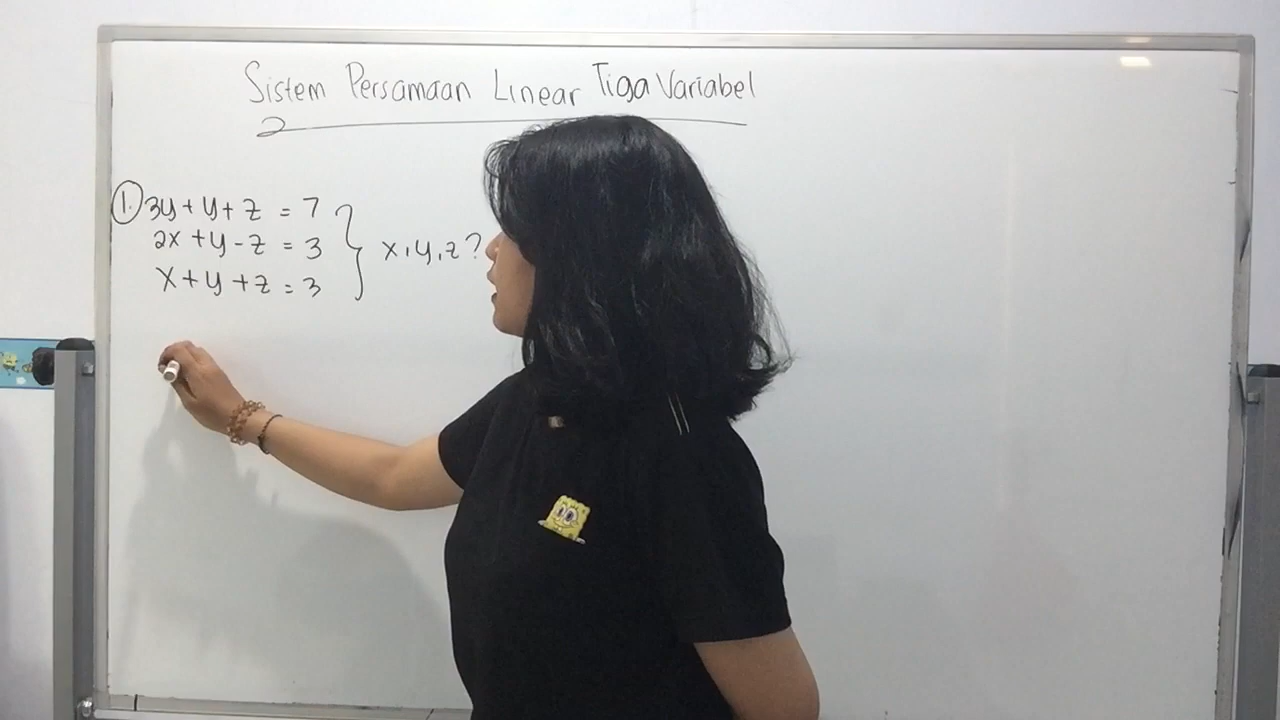 Sistem Persamaan Linear Tiga Variabel
1. 3y + y + z = 7
2x + y - z = 3
x + y + z = 3
x, y, z ?